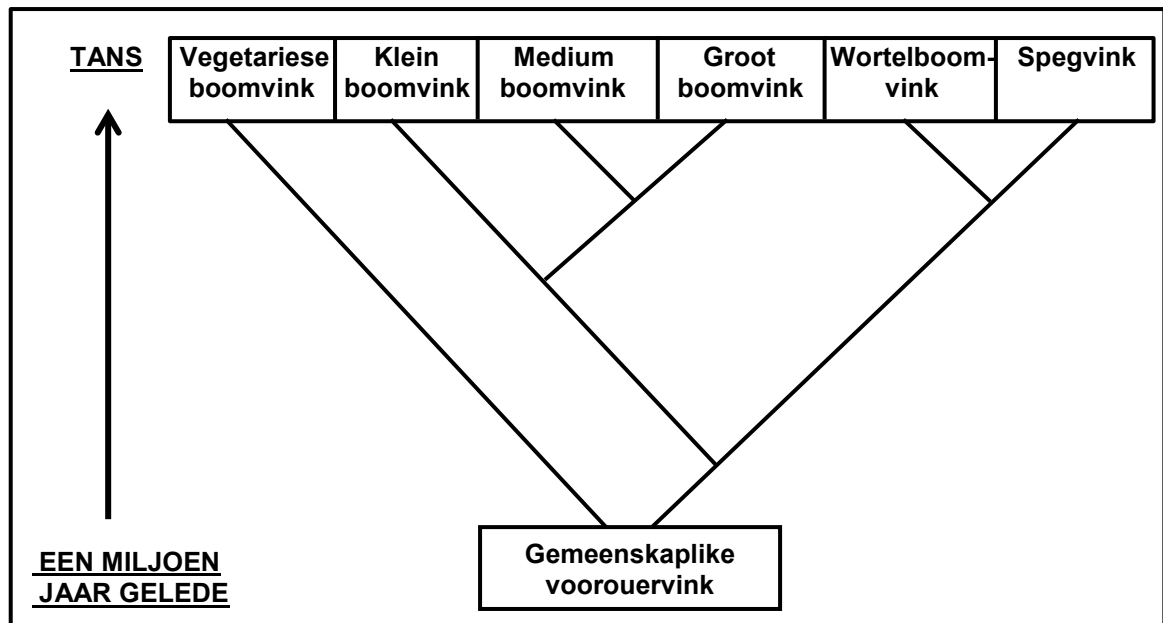 TANS
Vegetariese
boomvink
Klein
boomvink
Medium
boomvink
Groot
boomvink
Wortelboom-
vink
Spegvink
EEN MILJOEN
JAAR GELEDE
Gemeenskaplike
voorouervink